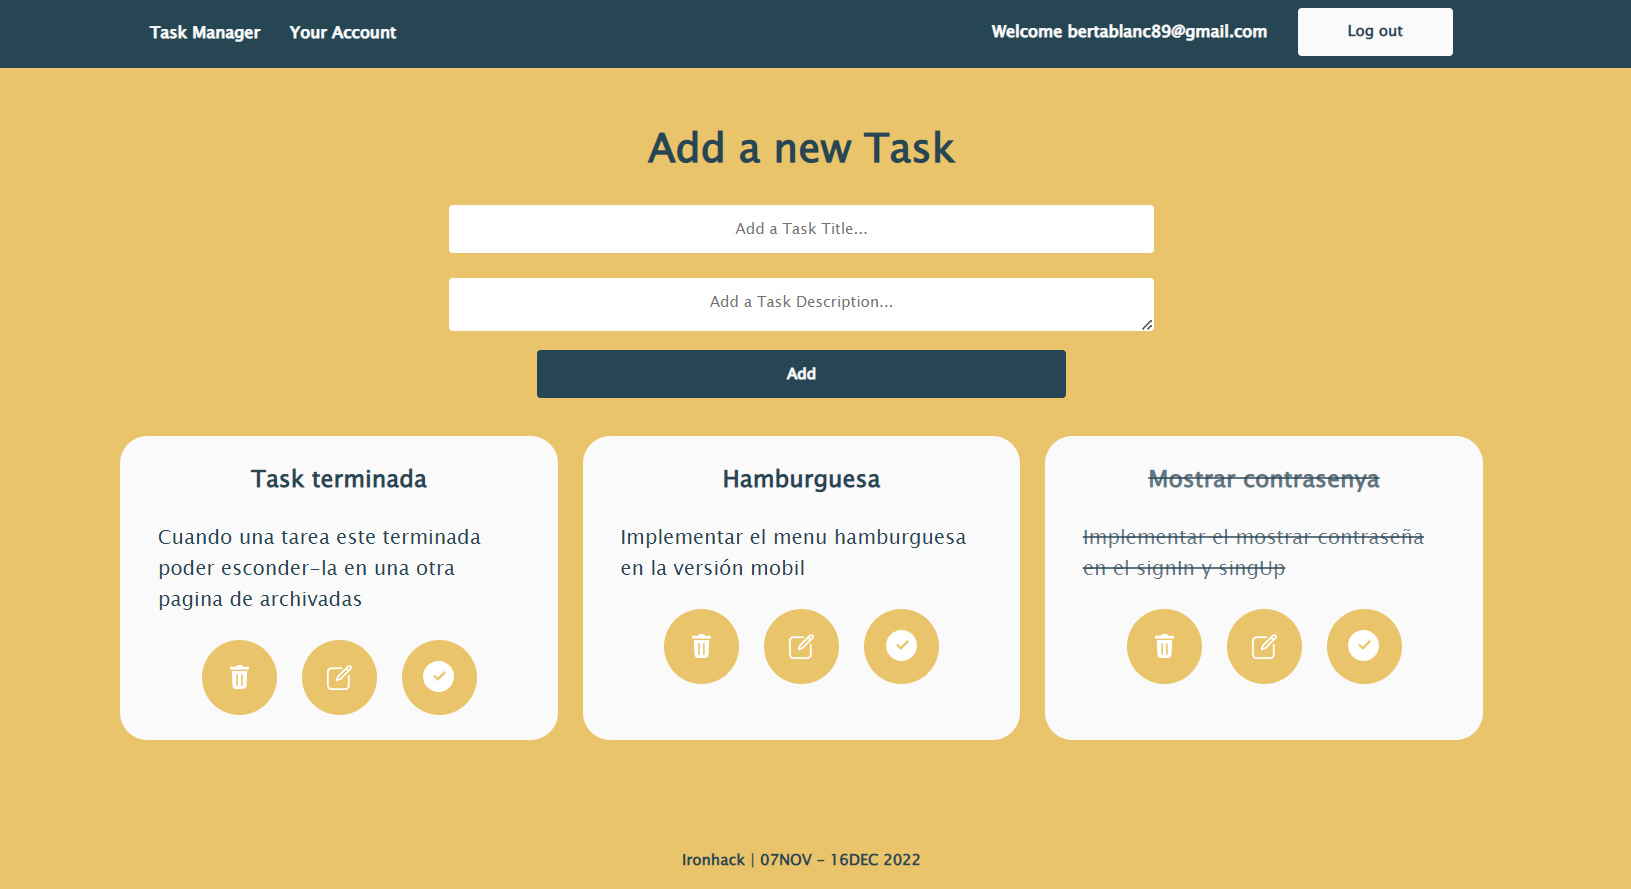 Task Manager
Your Account
Welcome bertablanc89@gmail.com
Log out
Add a new Task
Add a Task Title...
Add a Task Description...
Add
Task terminada
Cuando una tarea este terminada
poder esconder-la en una otra
pagina de archivadas
Hamburguesa
Implementar el menu hamburguesa
en la versión mobil
Mostrar contrasenya
Implementar el mostrar contraseña
en el signIn y singUp
Ironhack | 07NOV - 16DEC 2022